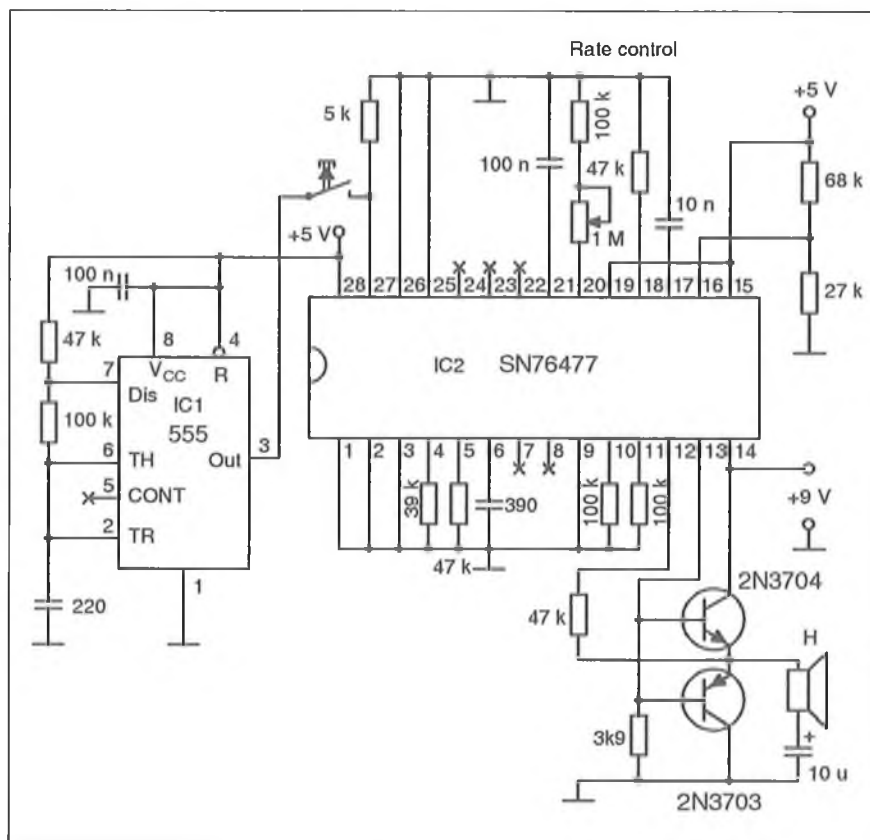 Rate control
+5 V
5 k
100 k
47 k
68 k
100 n
10 n
1 M
+5 V
100 n
28 27 26 25 24 23 22 21 20 19 18 17 16 15
27 k
47 k
8 4
7 VCC R
Dis
IC1
555
IC2 SN76477
100 k
3
6 TH Out
5 CONT
2 TR
1 2 3 4 5 6 7 8 9 10 11 12 13 14
39 k
390
100 k
100 k
+9 V
47 k
1
220
2N3704
47 k
H
3k9
+
10 u
2N3703